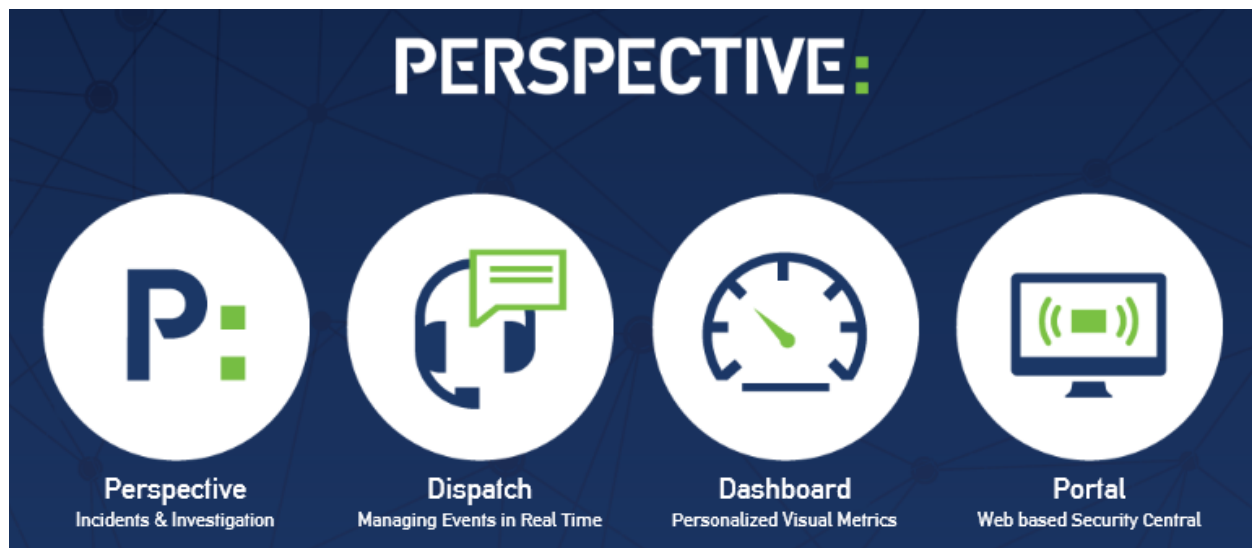 PERSPECTIVE:
P:
Perspective
Incidents & Investigation
Dispatch
Managing Events in Real Time
Dashboard
Personalized Visual Metrics
Portal
Web based Security Central